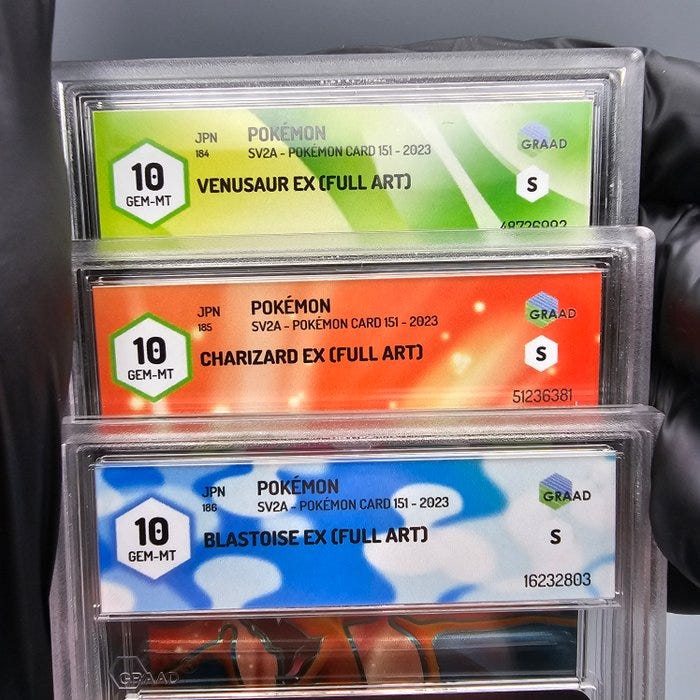 JPN POKÉMON GRAAD
184 SV2A - POKÉMON CARD 151 - 2023
10 VENUSAUR EX (FULL ART) S
GEM-MT
JPN POKÉMON GRAAD
185 SV2A - POKÉMON CARD 151 - 2023
10 CHARIZARD EX (FULL ART) S
GEM-MT
51236381
JPN POKÉMON GRAAD
186 SV2A - POKÉMON CARD 151 - 2023
10 BLASTOISE EX (FULL ART) S
GEM-MT
16232803
GRAAD